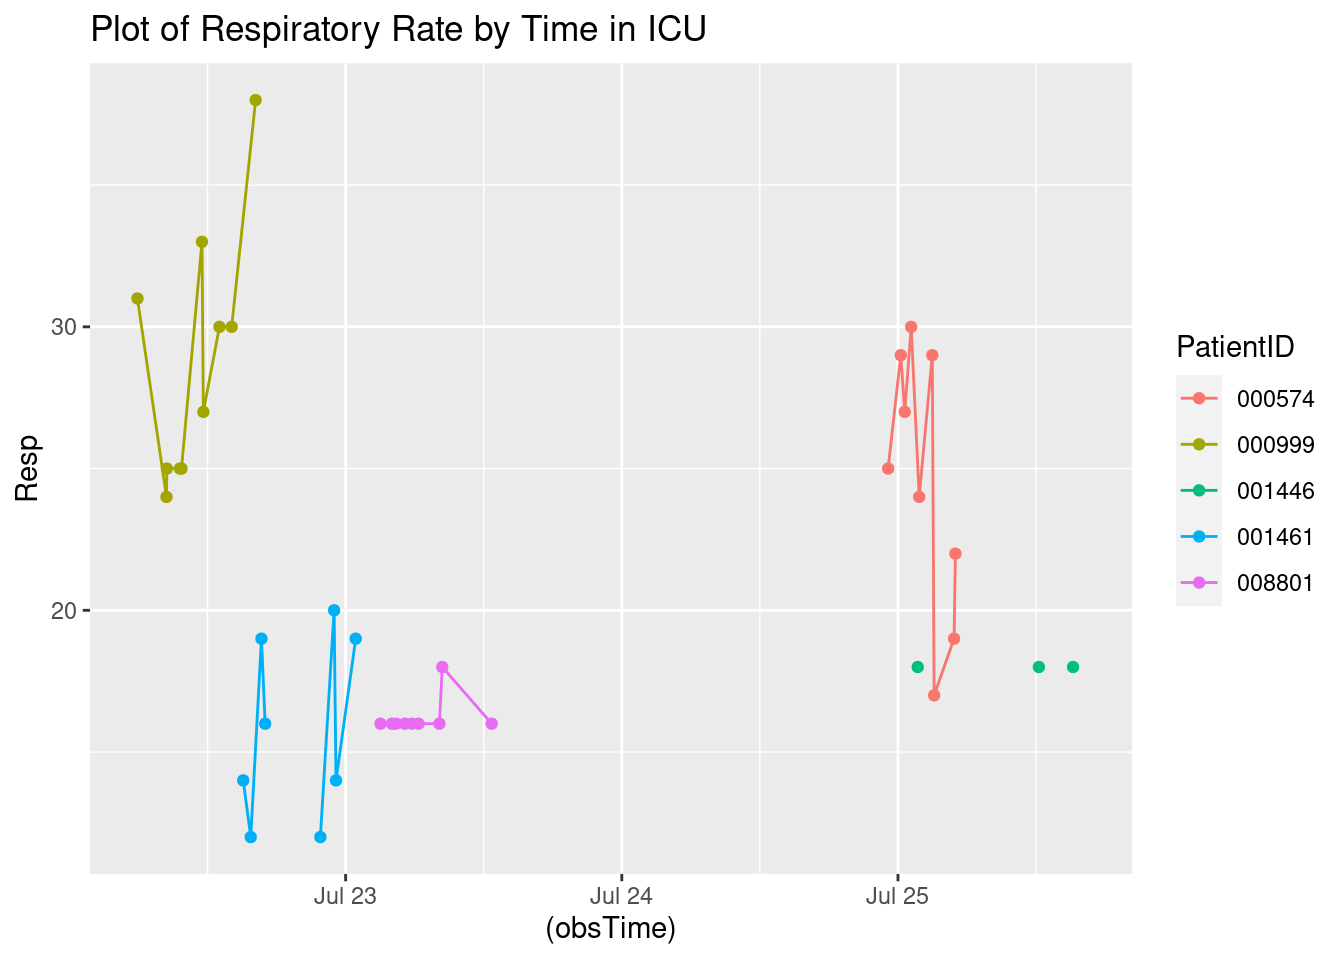 Plot of Respiratory Rate by Time in ICU
30
20
Resp
Jul 23
Jul 24
Jul 25
(obsTime)
PatientID
000574
000999
001446
001461
008801